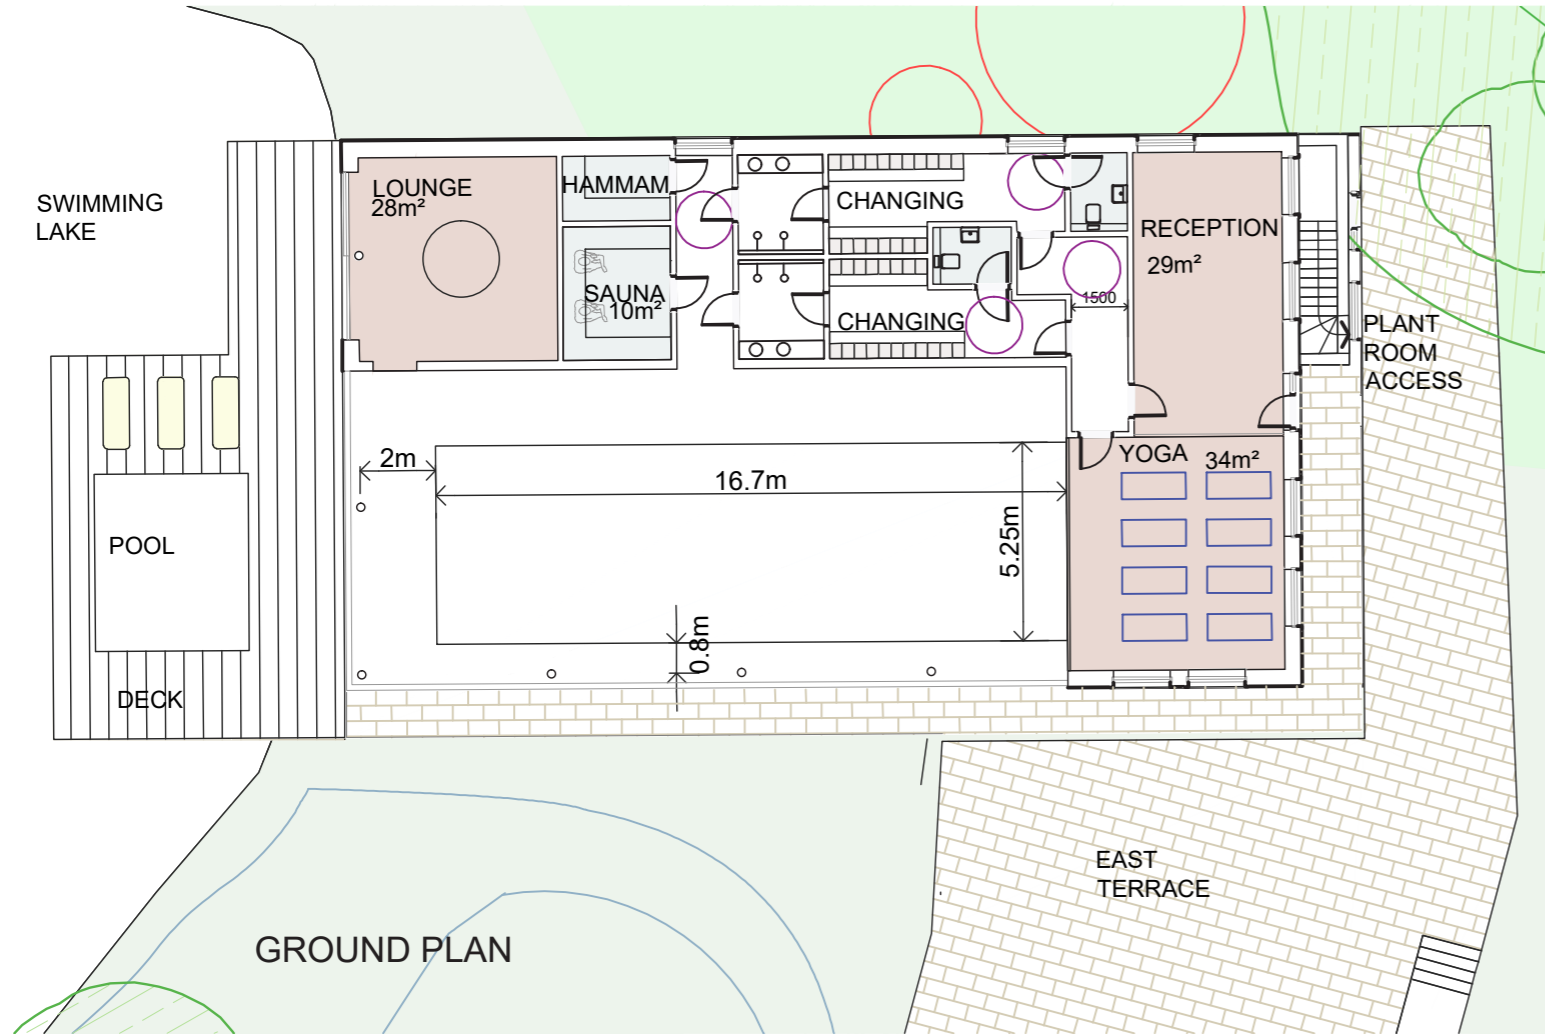 SWIMMING
LAKE
LOUNGE
28m²
HAMMAM
SAUNA
10m²
CHANGING
CHANGING
RECEPTION
29m²
1500
PLANT
ROOM
ACCESS
YOGA
34m²
2m
16.7m
5.25m
0.8m
POOL
DECK
EAST
TERRACE
GROUND PLAN